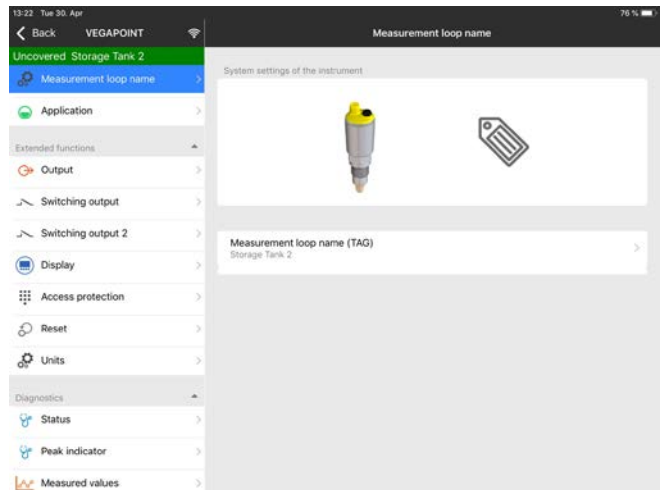 13:22 Tue 30. Apr
76 %
Back VEGAPOINT
Measurement loop name
Uncovered Storage Tank 2
Measurement loop name
Application
Extended functions
Output
Switching output
Switching output 2
Display
Access protection
Reset
Units
Diagnostics
Status
Peak indicator
Measured values
System settings of the instrument
Measurement loop name (TAG)
Storage Tank 2